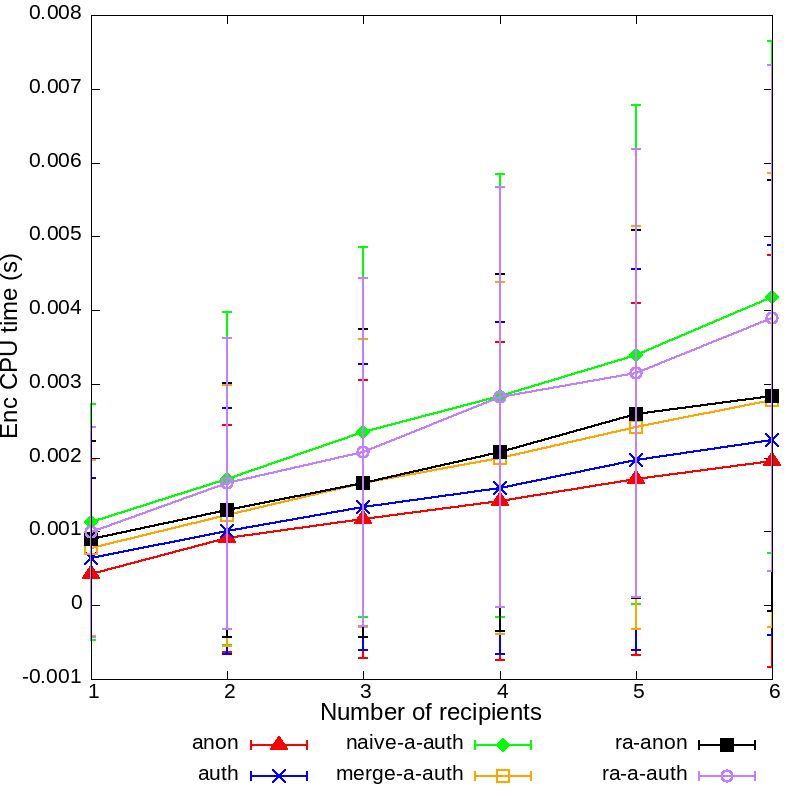 0.008
0.007
0.006
0.005
0.004
0.003
0.002
0.001
0
-0.001
Enc CPU time (s)
1 2 3 4 5 6
Number of recipients
anon naive-a-auth ra-anon
auth merge-a-auth ra-a-auth